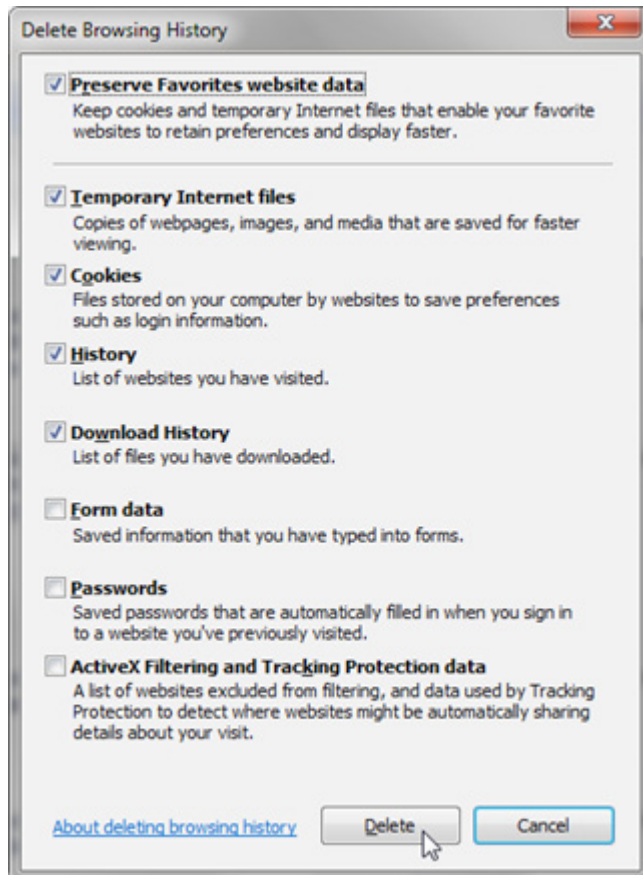 Delete Browsing History
Preserve Favorites website data
Keep cookies and temporary Internet files that enable your favorite
websites to retain preferences and display faster.
Temporary Internet files
Copies of webpages, images, and media that are saved for faster
viewing.
Cookies
Files stored on your computer by websites to save preferences
such as login information.
History
List of websites you have visited.
Download History
List of files you have downloaded.
Form data
Saved information that you have typed into forms.
Passwords
Saved passwords that are automatically filled in when you sign in
to a website you've previously visited.
ActiveX Filtering and Tracking Protection data
A list of websites excluded from filtering, and data used by Tracking
Protection to detect where websites might be automatically sharing
details about your visit.
About deleting browsing history Delete Cancel